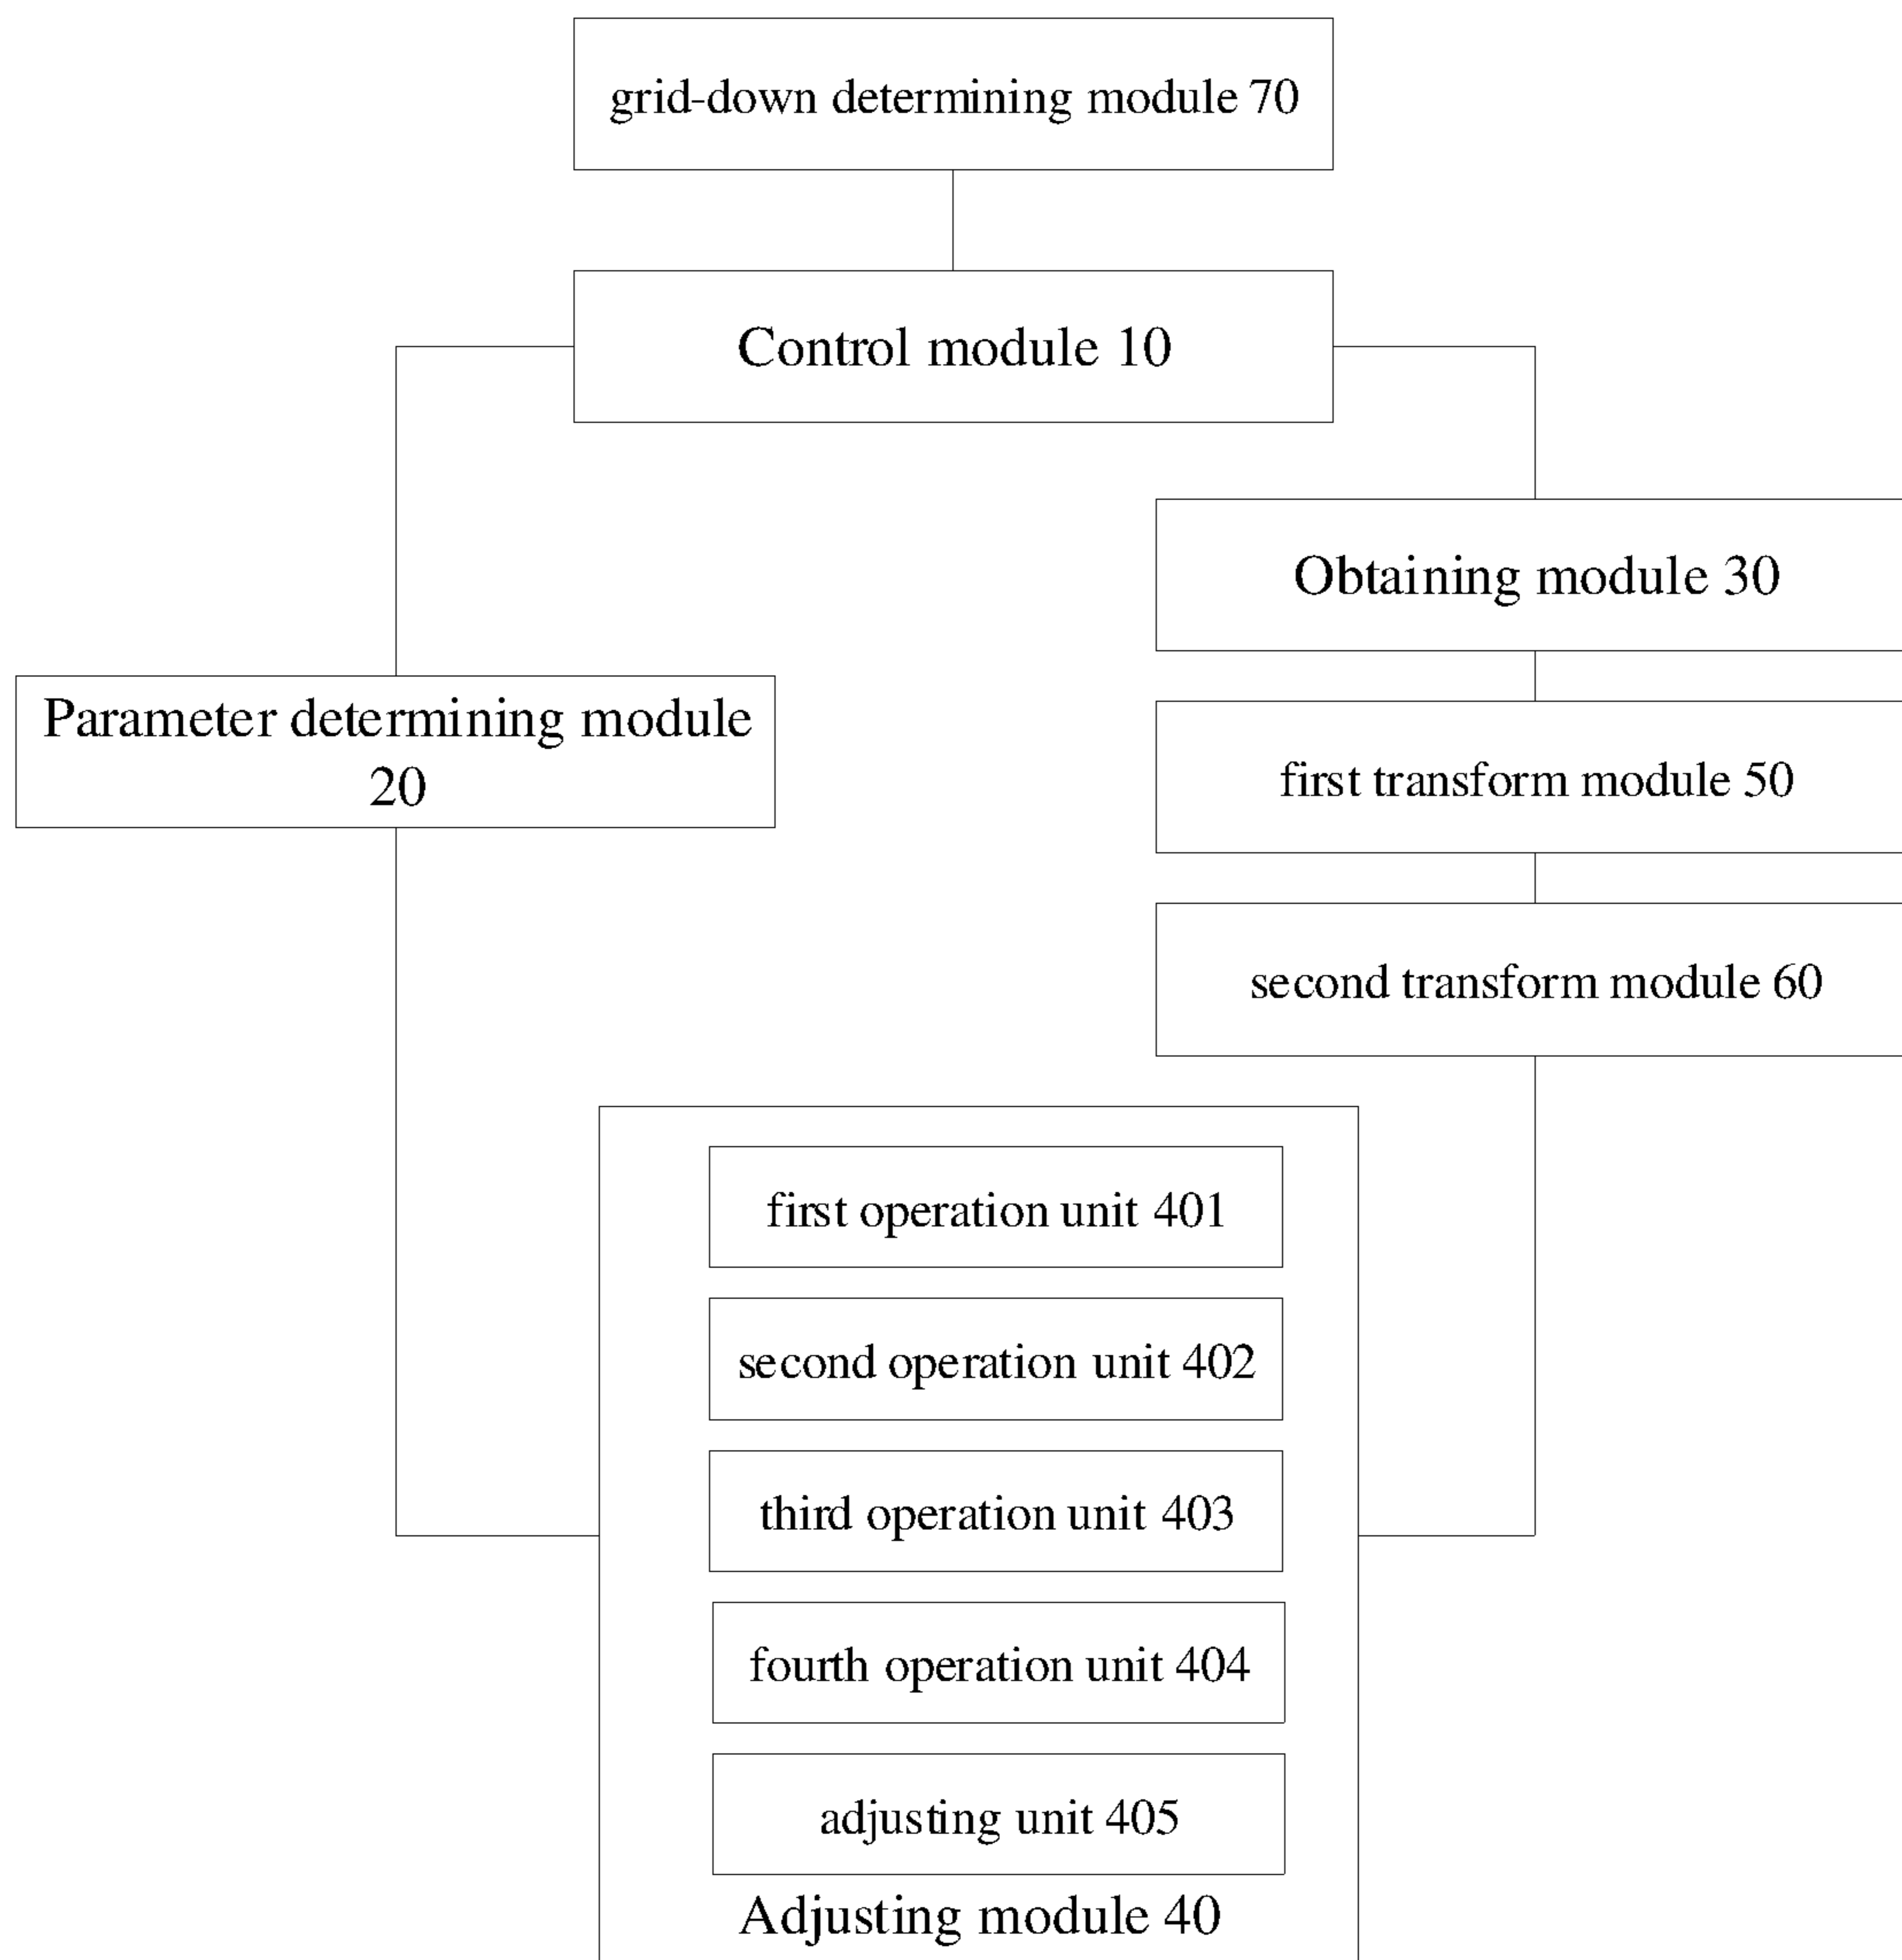 grid-down determining module 70
Control module 10
Obtaining module 30
Parameter determining module
20
first transform module 50
second transform module 60
first operation unit 401
second operation unit 402
third operation unit 403
fourth operation unit 404
adjusting unit 405
Adjusting module 40